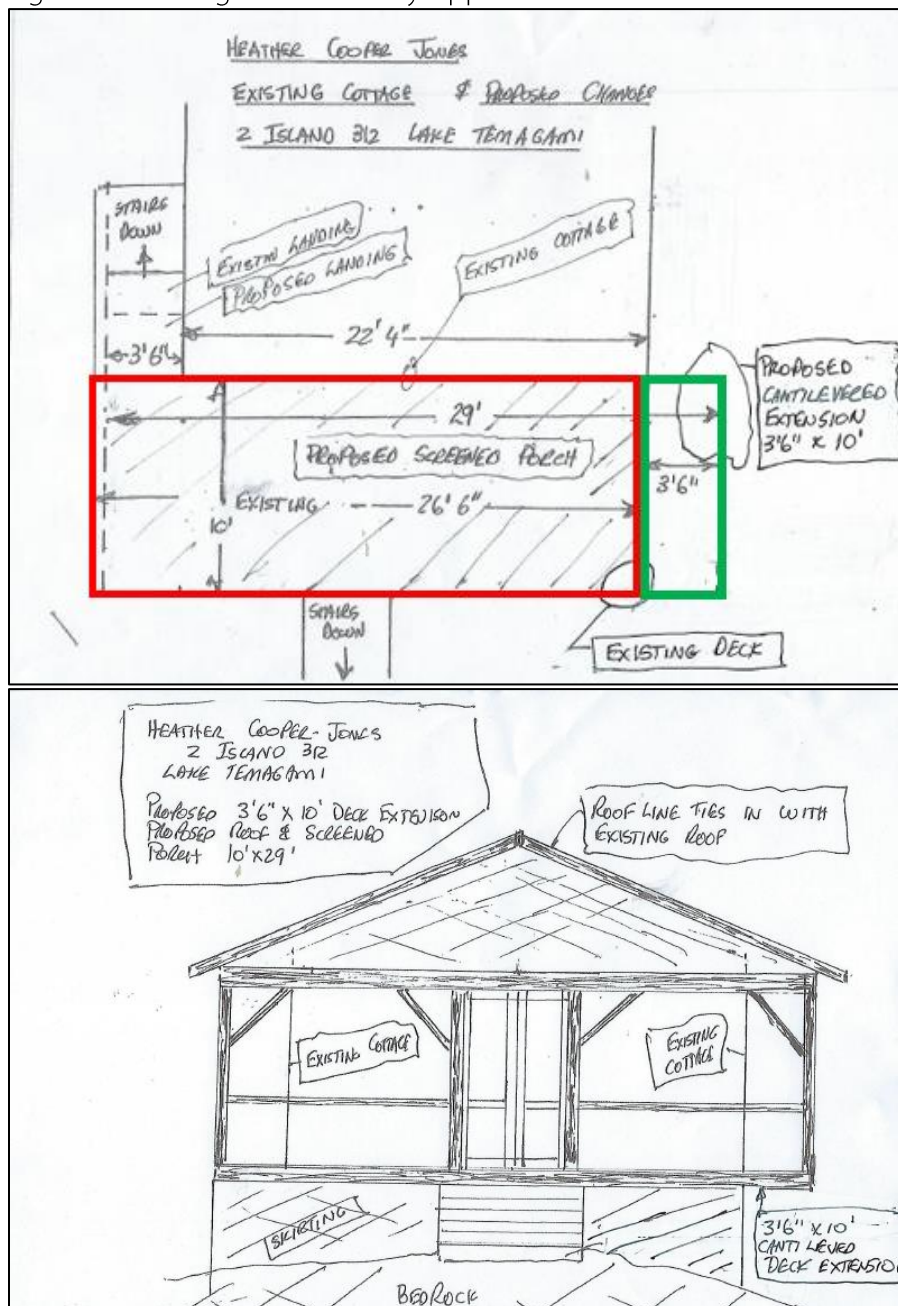 HEATHER COOPER JONES
EXISTING COTTAGE & PROPOSED CHANGES
2 ISLAND 312 LAKE TEMAGAMI
STAIRS
DOWN
EXISTIN LANDING
PROPOSED LANDING
EXISTING COTTAGE
22' 4"
3'6"
PROPOSED
CANTILEVERED
EXTENSION
3'6" x 10'
29'
PROPOSED SCREENED PORCH
3'6"
EXISTING
26' 6"
10'
STAIRS
DOWN
EXISTING DECK
HEATHER COOPER-JONES
2 ISLAND 312
LAKE TEMAGAMI
PROPOSED 3'6" X 10' DECK EXTENSION
PROPOSED ROOF & SCREENED
PORCH 10'x29'
ROOF LINE TIES IN WITH
EXISTING ROOF
EXISTING COTTAGE
EXISTING
COTTAGE
SKIRTING
3'6" x 10'
CANTILEVED
DECK EXTENSION
BEDROCK